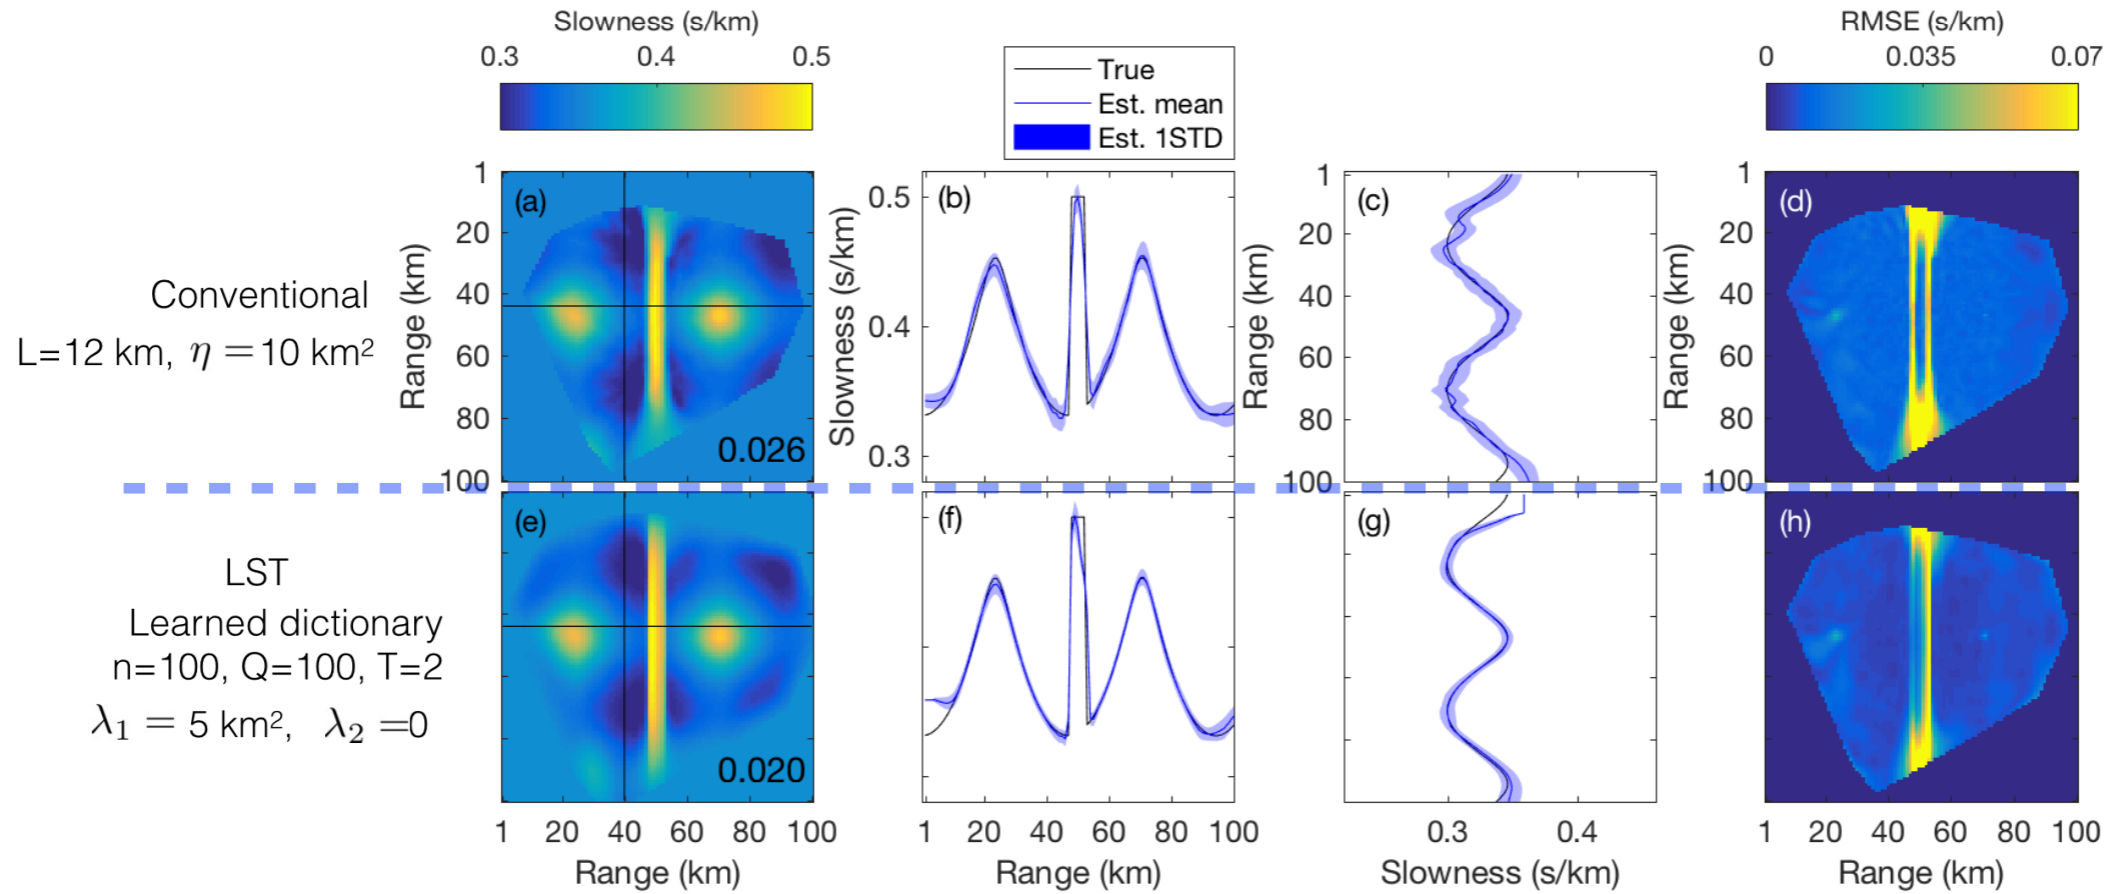 Slowness (s/km)
0.3 0.4 0.5
True
Est. mean
Est. 1STD
RMSE (s/km)
0 0.035 0.07
Conventional
L=12 km, η =10 km²
Range (km)
1
20
40
60
80
100
(a)
0.026
Slowness (s/km)
0.5
0.4
0.3
(b)
Range (km)
1
20
40
60
80
100
(c)
Range (km)
1
20
40
60
80
100
(d)
LST
Learned dictionary
n=100, Q=100, T=2
λ₁ = 5 km², λ₂ =0
(e)
0.020
(f)
(g)
(h)
1 20 40 60 80 100
Range (km)
1 20 40 60 80 100
Range (km)
0.3 0.4
Slowness (s/km)
1 20 40 60 80 100
Range (km)